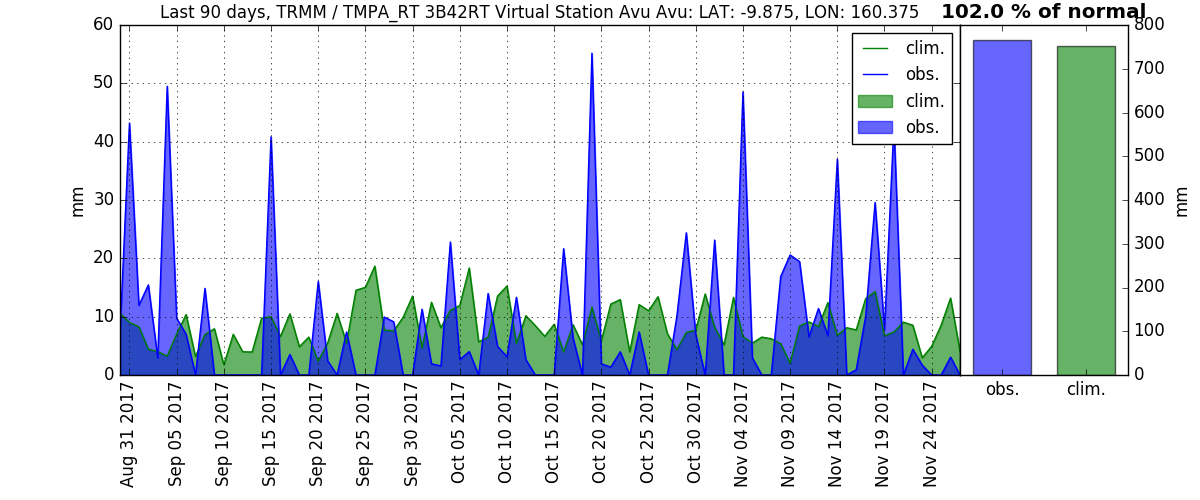 Last 90 days, TRMM / TMPA_RT 3B42RT Virtual Station Avu Avu: LAT: -9.875, LON: 160.375
102.0 % of normal
mm
60
50
40
30
20
10
0
clim.
obs.
clim.
obs.
800
700
600
500
400
300
200
100
0
mm
Aug 31 2017
Sep 05 2017
Sep 10 2017
Sep 15 2017
Sep 20 2017
Sep 25 2017
Sep 30 2017
Oct 05 2017
Oct 10 2017
Oct 15 2017
Oct 20 2017
Oct 25 2017
Oct 30 2017
Nov 04 2017
Nov 09 2017
Nov 14 2017
Nov 19 2017
Nov 24 2017
obs.
clim.